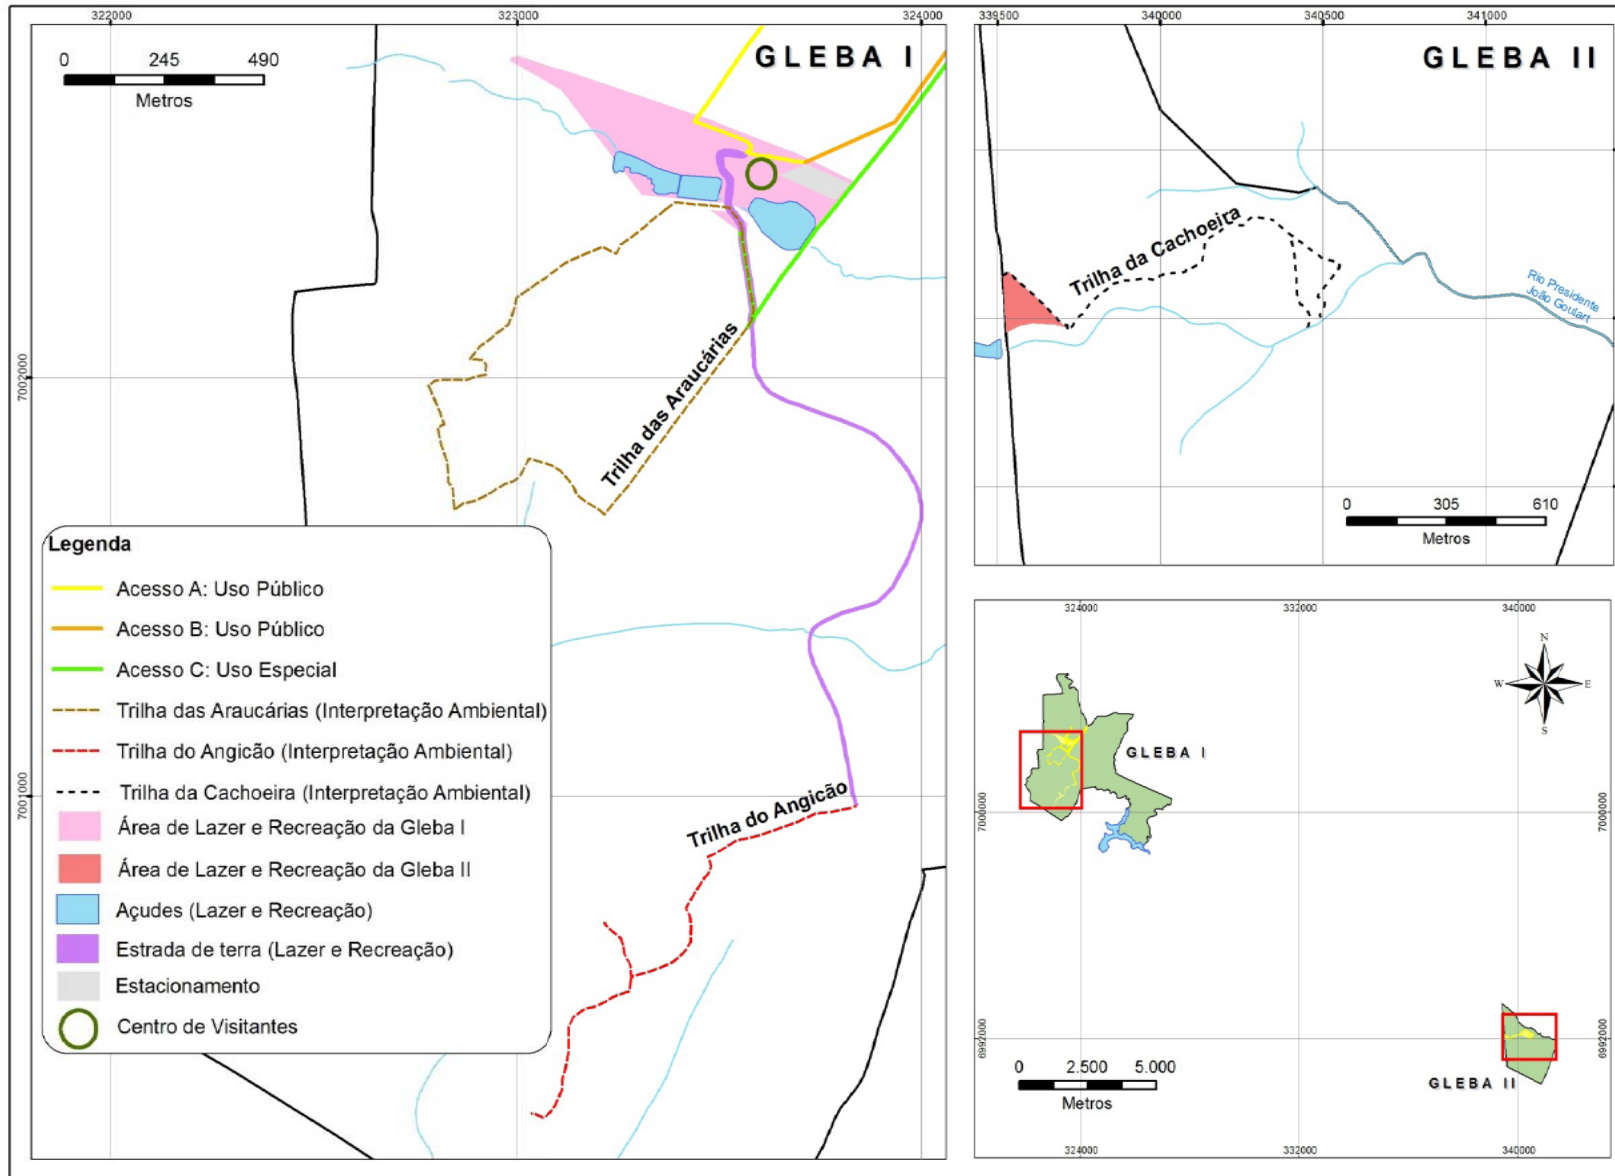 322000
323000
324000
0 245 490
Metros
GLEBA I
7002000
7001000
Trilha das Araucárias
Trilha do Angicão
Legenda
Acesso A: Uso Público
Acesso B: Uso Público
Acesso C: Uso Especial
Trilha das Araucárias (Interpretação Ambiental)
Trilha do Angicão (Interpretação Ambiental)
Trilha da Cachoeira (Interpretação Ambiental)
Área de Lazer e Recreação da Gleba I
Área de Lazer e Recreação da Gleba II
Açudes (Lazer e Recreação)
Estrada de terra (Lazer e Recreação)
Estacionamento
Centro de Visitantes
339500
340000
340500
341000
GLEBA II
Trilha da Cachoeira
Rio Presidente
João Goulart
0 305 610
Metros
324000
332000
340000
N
W E
S
GLEBA I
7000000
7000000
6992000
6992000
GLEBA II
0 2.500 5.000
Metros
324000
332000
340000